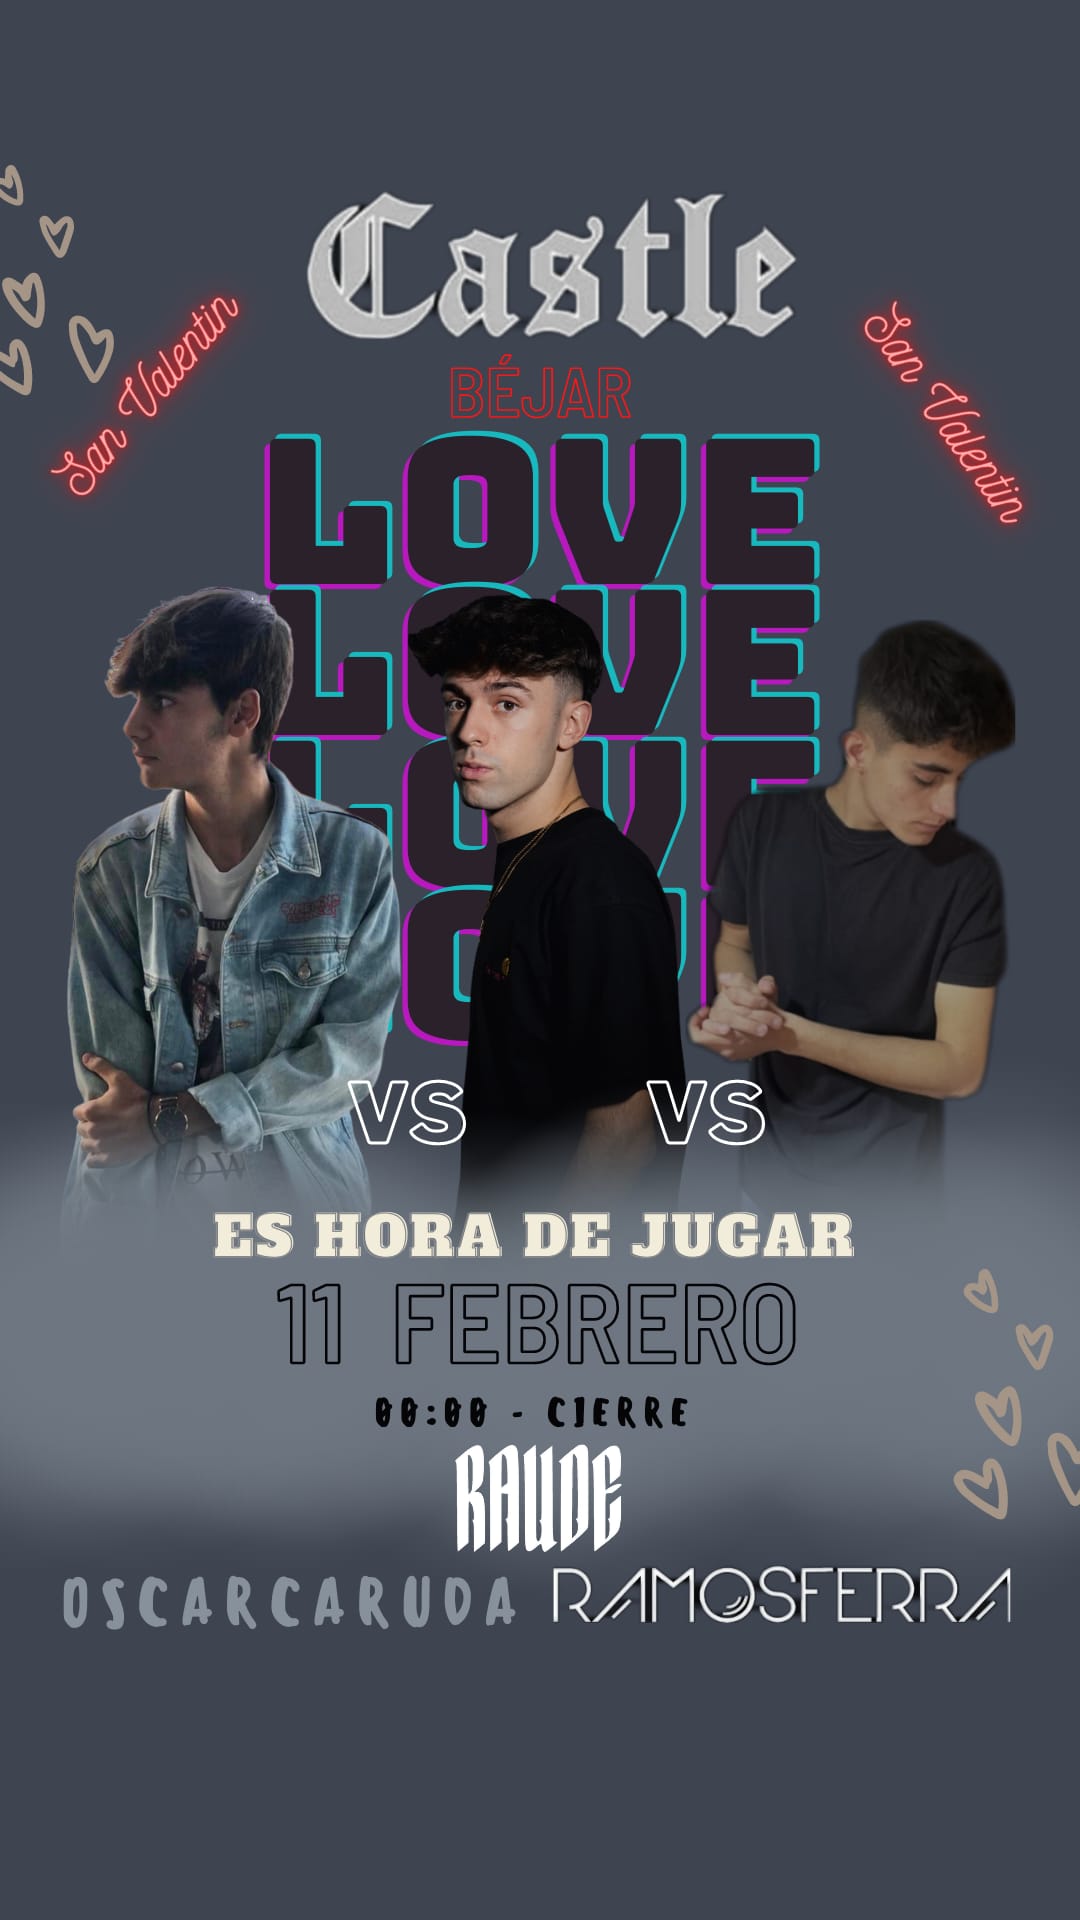 Castle
San Valentin
San Valentin
BÉJAR
LOVE
LOVE
LOVE
LOVE
VS VS
ES HORA DE JUGAR
11 FEBRERO
00:00 - CIERRE
RAUDE
OSCARCARUDA RAMOSFERRA